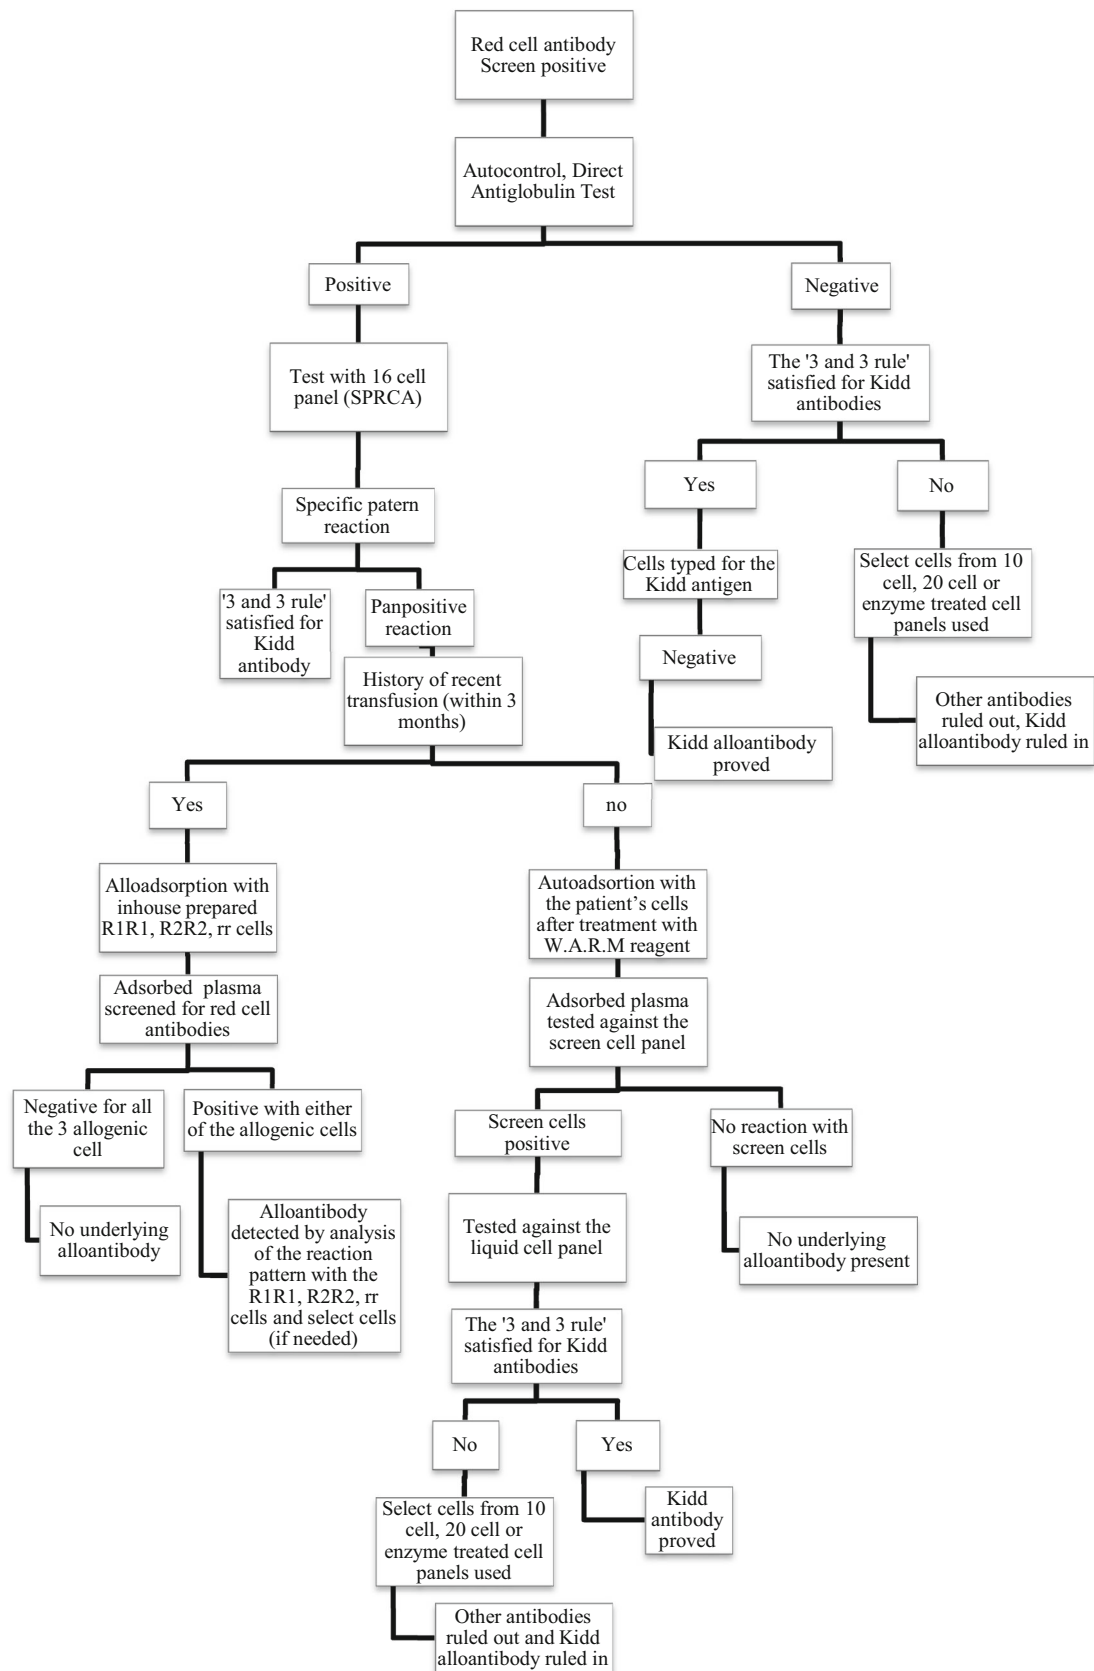 Red cell antibody
Screen positive
Autocontrol, Direct
Antiglobulin Test
Positive
Negative
Test with 16 cell
panel (SPRCA)
The '3 and 3 rule'
satisfied for Kidd
antibodies
Yes
No
Specific patern
reaction
Cells typed for the
Kidd antigen
Select cells from 10
cell, 20 cell or
enzyme treated cell
panels used
'3 and 3 rule'
satisfied for
Kidd
antibody
Panpositive
reaction
Negative
History of recent
transfusion (within 3
months)
Other antibodies
ruled out, Kidd
alloantibody ruled in
Kidd alloantibody
proved
Yes
no
Alloadsorption with
inhouse prepared
R1R1, R2R2, rr cells
Autoadsortion with
the patient’s cells
after treatment with
W.A.R.M reagent
Adsorbed plasma
screened for red cell
antibodies
Adsorbed plasma
tested against the
screen cell panel
Negative for all
the 3 allogenic
cell
Positive with either
of the allogenic cells
Screen cells
positive
No reaction with
screen cells
No underlying
alloantibody
Alloantibody
detected by analysis
of the reaction
pattern with the
R1R1, R2R2, rr
cells and select cells
(if needed)
Tested against the
liquid cell panel
No underlying
alloantibody present
The '3 and 3 rule'
satisfied for Kidd
antibodies
No
Yes
Select cells from 10
cell, 20 cell or
enzyme treated cell
panels used
Kidd
antibody
proved
Other antibodies
ruled out and Kidd
alloantibody ruled in